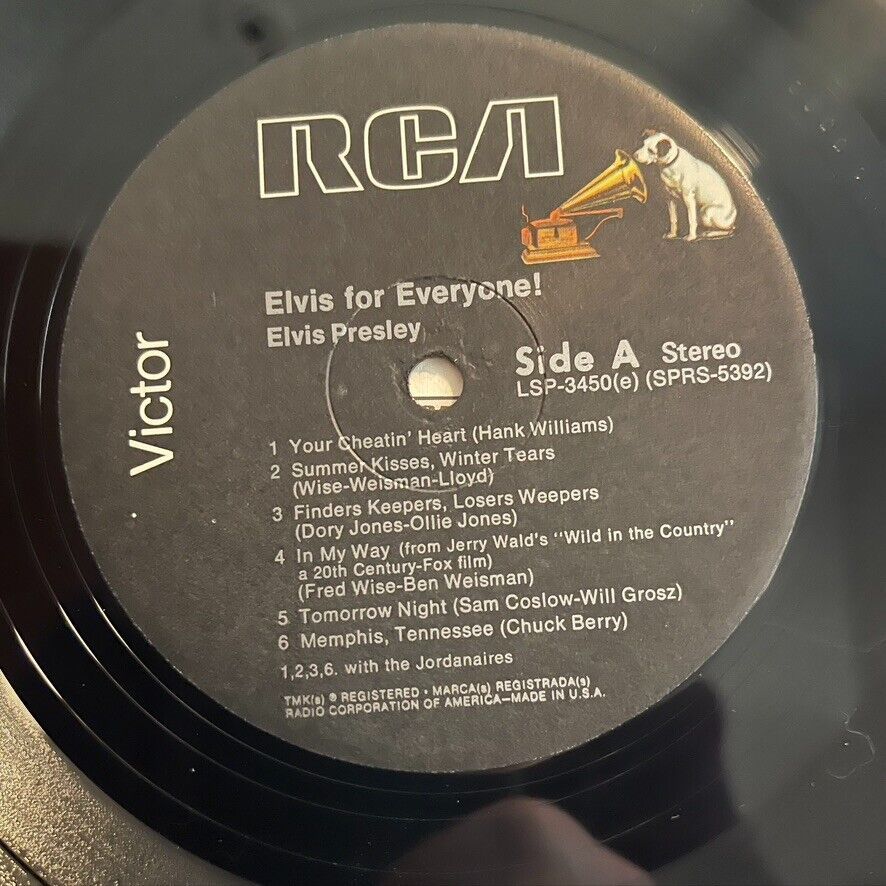 RCA
Victor
Elvis for Everyone!
Elvis Presley
Side A Stereo
LSP-3450(e) (SPRS-5392)
1 Your Cheatin' Heart (Hank Williams)
2 Summer Kisses, Winter Tears
(Wise-Weisman-Lloyd)
3 Finders Keepers, Losers Weepers
(Dory Jones-Ollie Jones)
4 In My Way (from Jerry Wald's "Wild in the Country"
a 20th Century-Fox film)
(Fred Wise-Ben Weisman)
5 Tomorrow Night (Sam Coslow-Will Grosz)
6 Memphis, Tennessee (Chuck Berry)
1,2,3,6. with the Jordanaires
TMK(s) ® REGISTERED • MARCA(s) REGISTRADA(s)
RADIO CORPORATION OF AMERICA—MADE IN U.S.A.